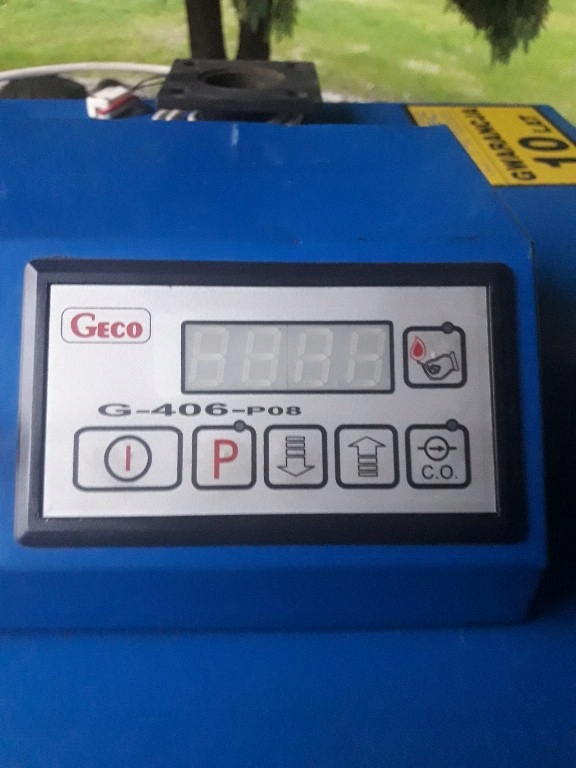 10 LAT
GWARANCJA
GECO
G-406-P08
P
C.O.